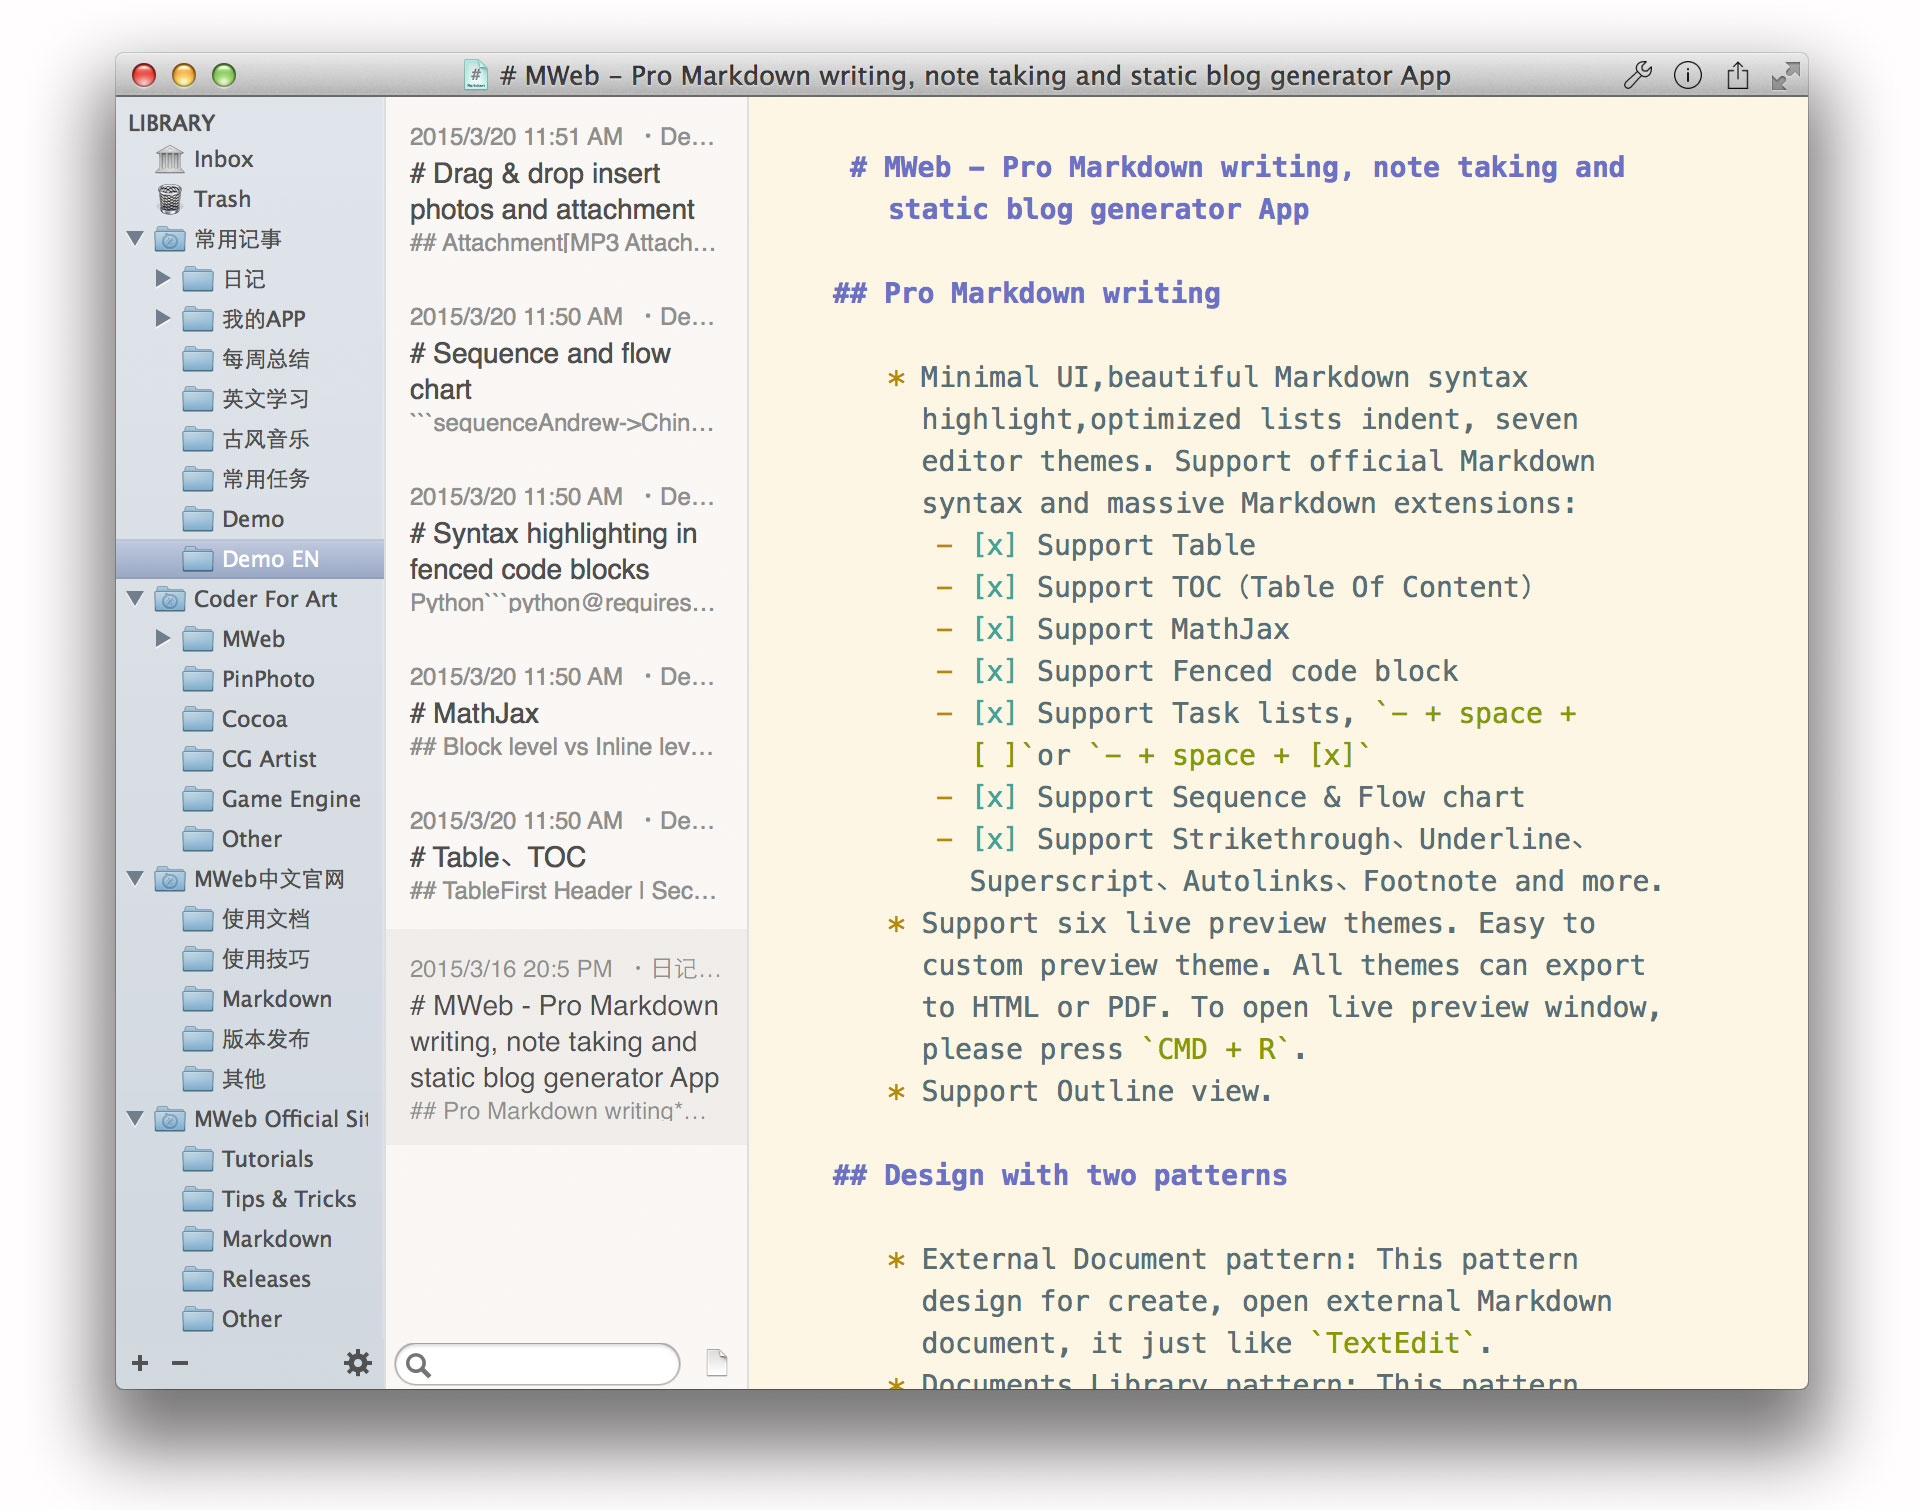 # MWeb – Pro Markdown writing, note taking and static blog generator App
LIBRARY
Inbox
Trash
常用记事
日记
我的APP
每周总结
英文学习
古风音乐
常用任务
Demo
Demo EN
Coder For Art
MWeb
PinPhoto
Cocoa
CG Artist
Game Engine
Other
MWeb中文官网
使用文档
使用技巧
Markdown
版本发布
其他
MWeb Official Sit
Tutorials
Tips & Tricks
Markdown
Releases
Other
2015/3/20 11:51 AM ・De...
# Drag & drop insert
photos and attachment
## Attachment[MP3 Attach...
2015/3/20 11:50 AM ・De...
# Sequence and flow
chart
```sequenceAndrew->Chin...
2015/3/20 11:50 AM ・De...
# Syntax highlighting in
fenced code blocks
Python```python@requires...
2015/3/20 11:50 AM ・De...
# MathJax
## Block level vs Inline lev...
2015/3/20 11:50 AM ・De...
# Table、TOC
## TableFirst Header | Sec...
2015/3/16 20:5 PM ・日记...
# MWeb - Pro Markdown
writing, note taking and
static blog generator App
## Pro Markdown writing*...
# MWeb – Pro Markdown writing, note taking and
static blog generator App
## Pro Markdown writing
* Minimal UI,beautiful Markdown syntax
highlight,optimized lists indent, seven
editor themes. Support official Markdown
syntax and massive Markdown extensions:
– [x] Support Table
– [x] Support TOC（Table Of Content）
– [x] Support MathJax
– [x] Support Fenced code block
– [x] Support Task lists, `– + space +
[ ]`or `– + space + [x]`
– [x] Support Sequence & Flow chart
– [x] Support Strikethrough、Underline、
Superscript、Autolinks、Footnote and more.
* Support six live preview themes. Easy to
custom preview theme. All themes can export
to HTML or PDF. To open live preview window,
please press `CMD + R`.
* Support Outline view.
## Design with two patterns
* External Document pattern: This pattern
design for create, open external Markdown
document, it just like `TextEdit`.
* Documents Library pattern: This pattern